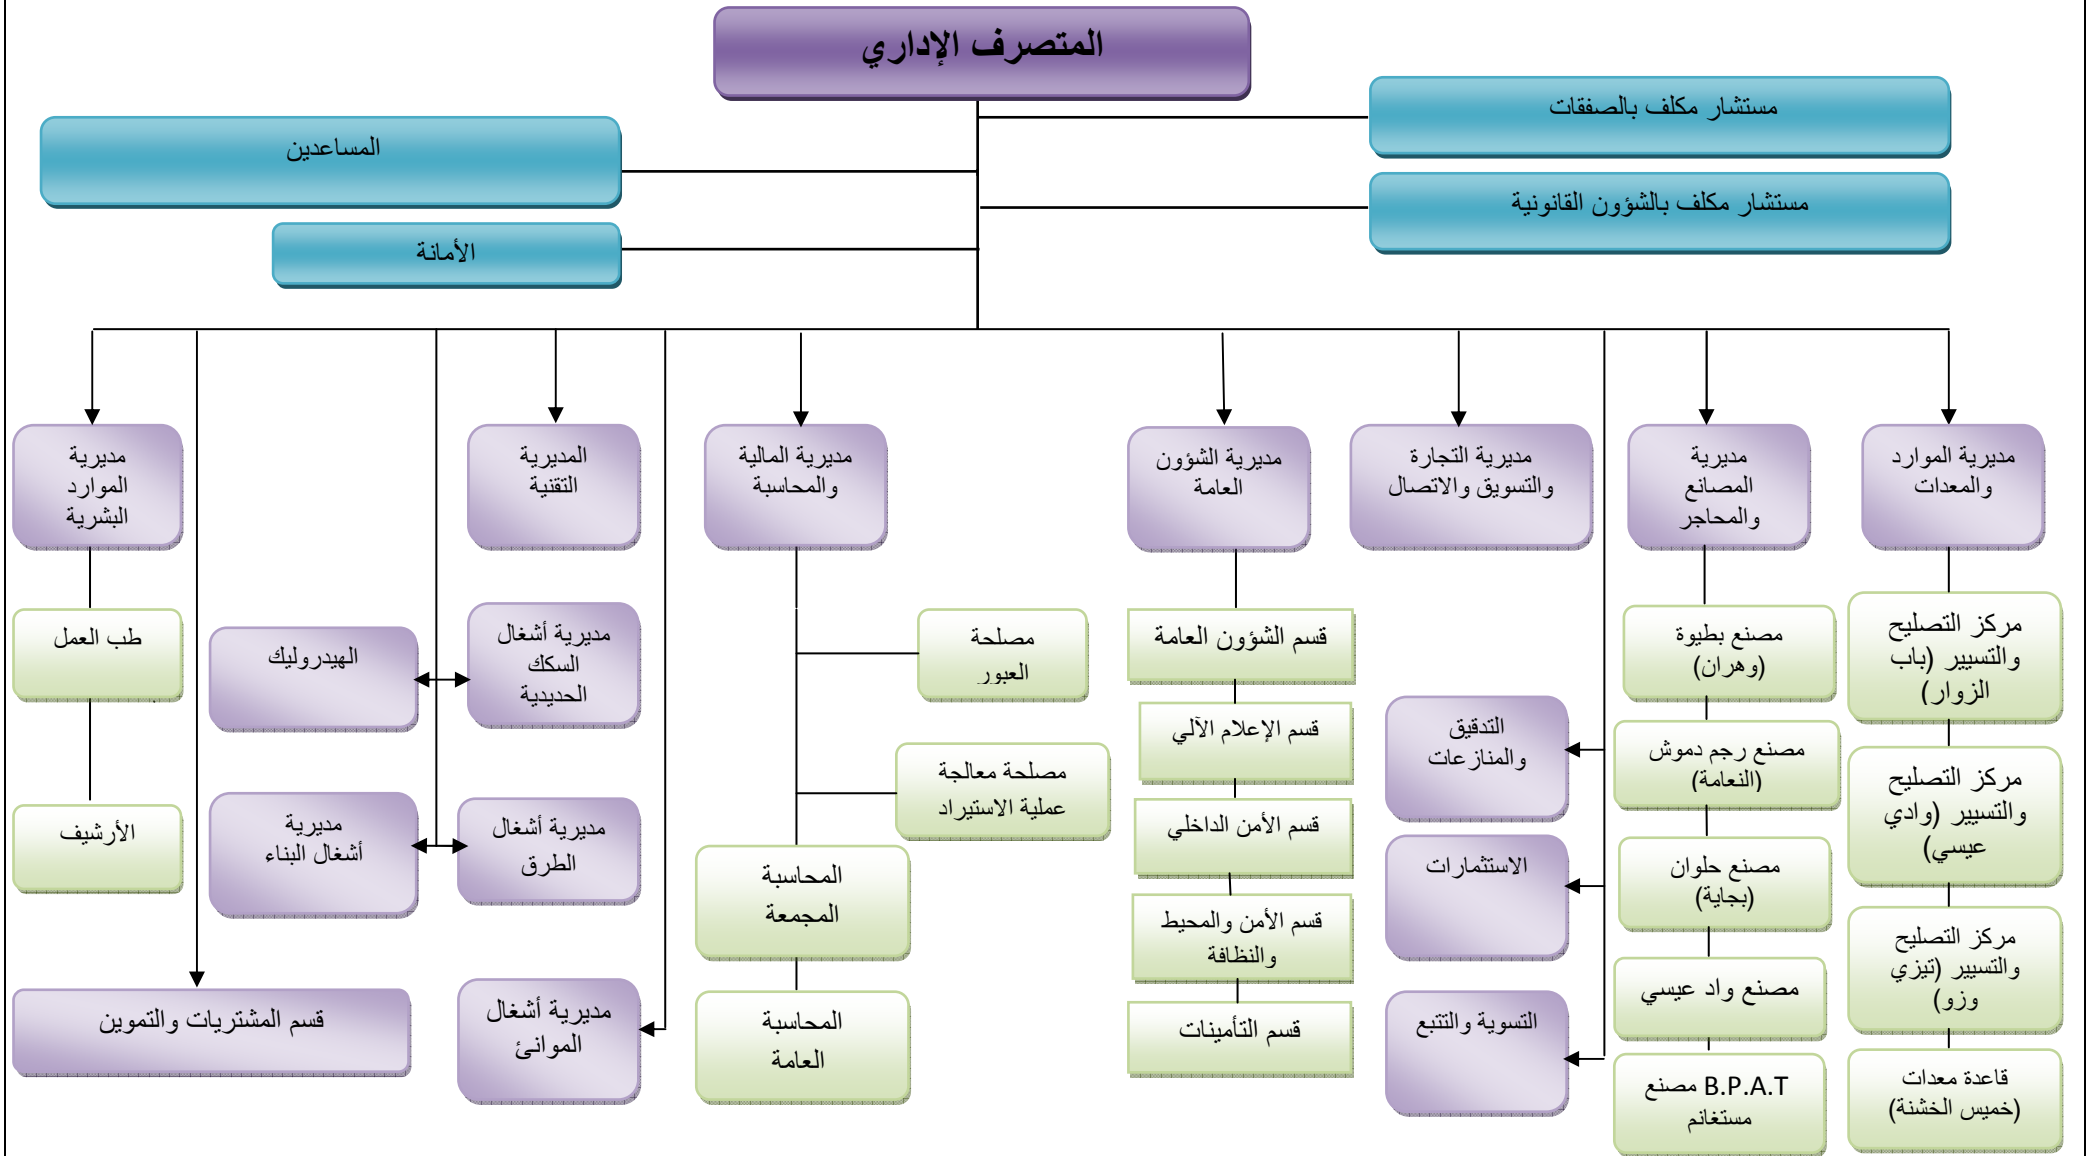 المتصرف الإداري
مستشار مكلف بالصفقات
المساعدين
مستشار مكلف بالشؤون القانونية
الأمانة
مديرية الموارد
والمعدات
مديرية
المصانع
والمحاجر
مديرية التجارة
والتسويق والاتصال
مديرية الشؤون
العامة
مديرية المالية
والمحاسبة
المديرية
التقنية
مديرية
الموارد
البشرية
مركز التصليح
والتسيير (باب
الزوار)
مركز التصليح
والتسيير (وادي
عيسي)
مركز التصليح
والتسيير (تيزي
وزو)
قاعدة معدات
(خميس الخشنة)
مصنع بطيوة
(وهران)
مصنع رجم دموش
(النعامة)
مصنع حلوان
(بجاية)
مصنع واد عيسي
B.P.A.T مصنع
مستغانم
التدقيق
والمنازعات
الاستثمارات
التسوية والتتبع
قسم الشؤون العامة
قسم الإعلام الآلي
قسم الأمن الداخلي
قسم الأمن والمحيط
والنظافة
قسم التأمينات
مصلحة
العبور
مصلحة معالجة
عملية الاستيراد
المحاسبة
المجمعة
المحاسبة
العامة
مديرية أشغال
السكك
الحديدية
الهيدروليك
مديرية أشغال
الطرق
مديرية
أشغال البناء
مديرية أشغال
الموانئ
قسم المشتريات والتموين
طب العمل
الأرشيف